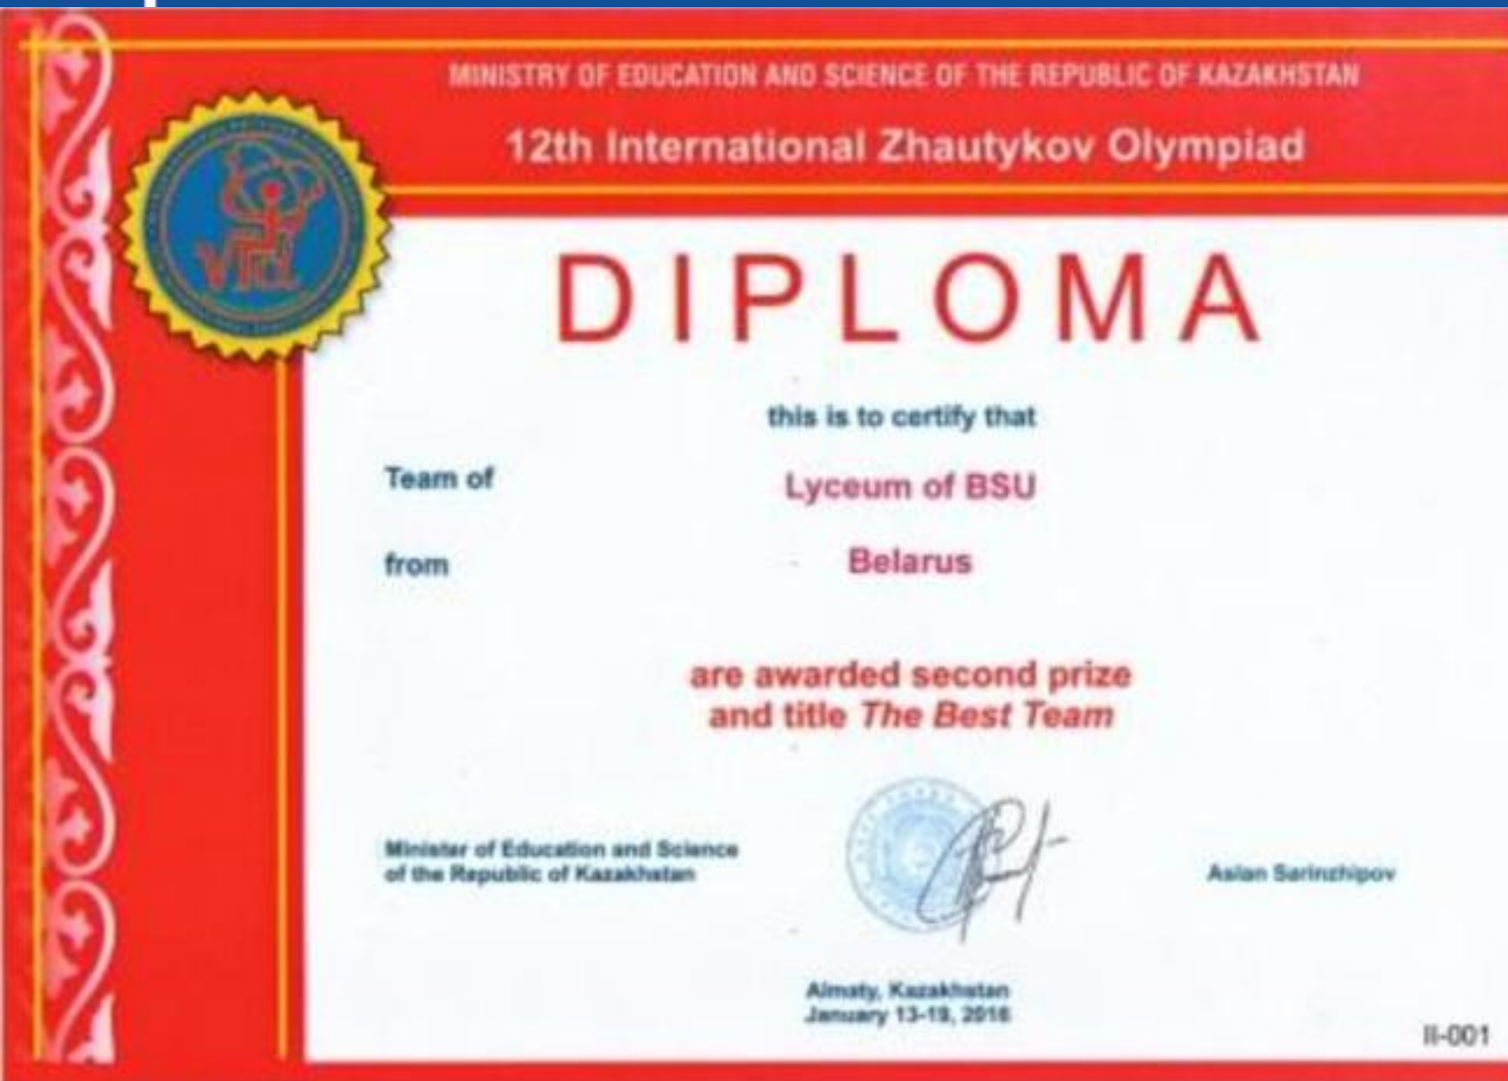 MINISTRY OF EDUCATION AND SCIENCE OF THE REPUBLIC OF KAZAKHSTAN
12th International Zhautykov Olympiad
DIPLOMA
this is to certify that
Team of Lyceum of BSU
from Belarus
are awarded second prize
and title The Best Team
Minister of Education and Science
of the Republic of Kazakhstan
Aslan Sarinzhipov
Almaty, Kazakhstan
January 13-19, 2016
II-001